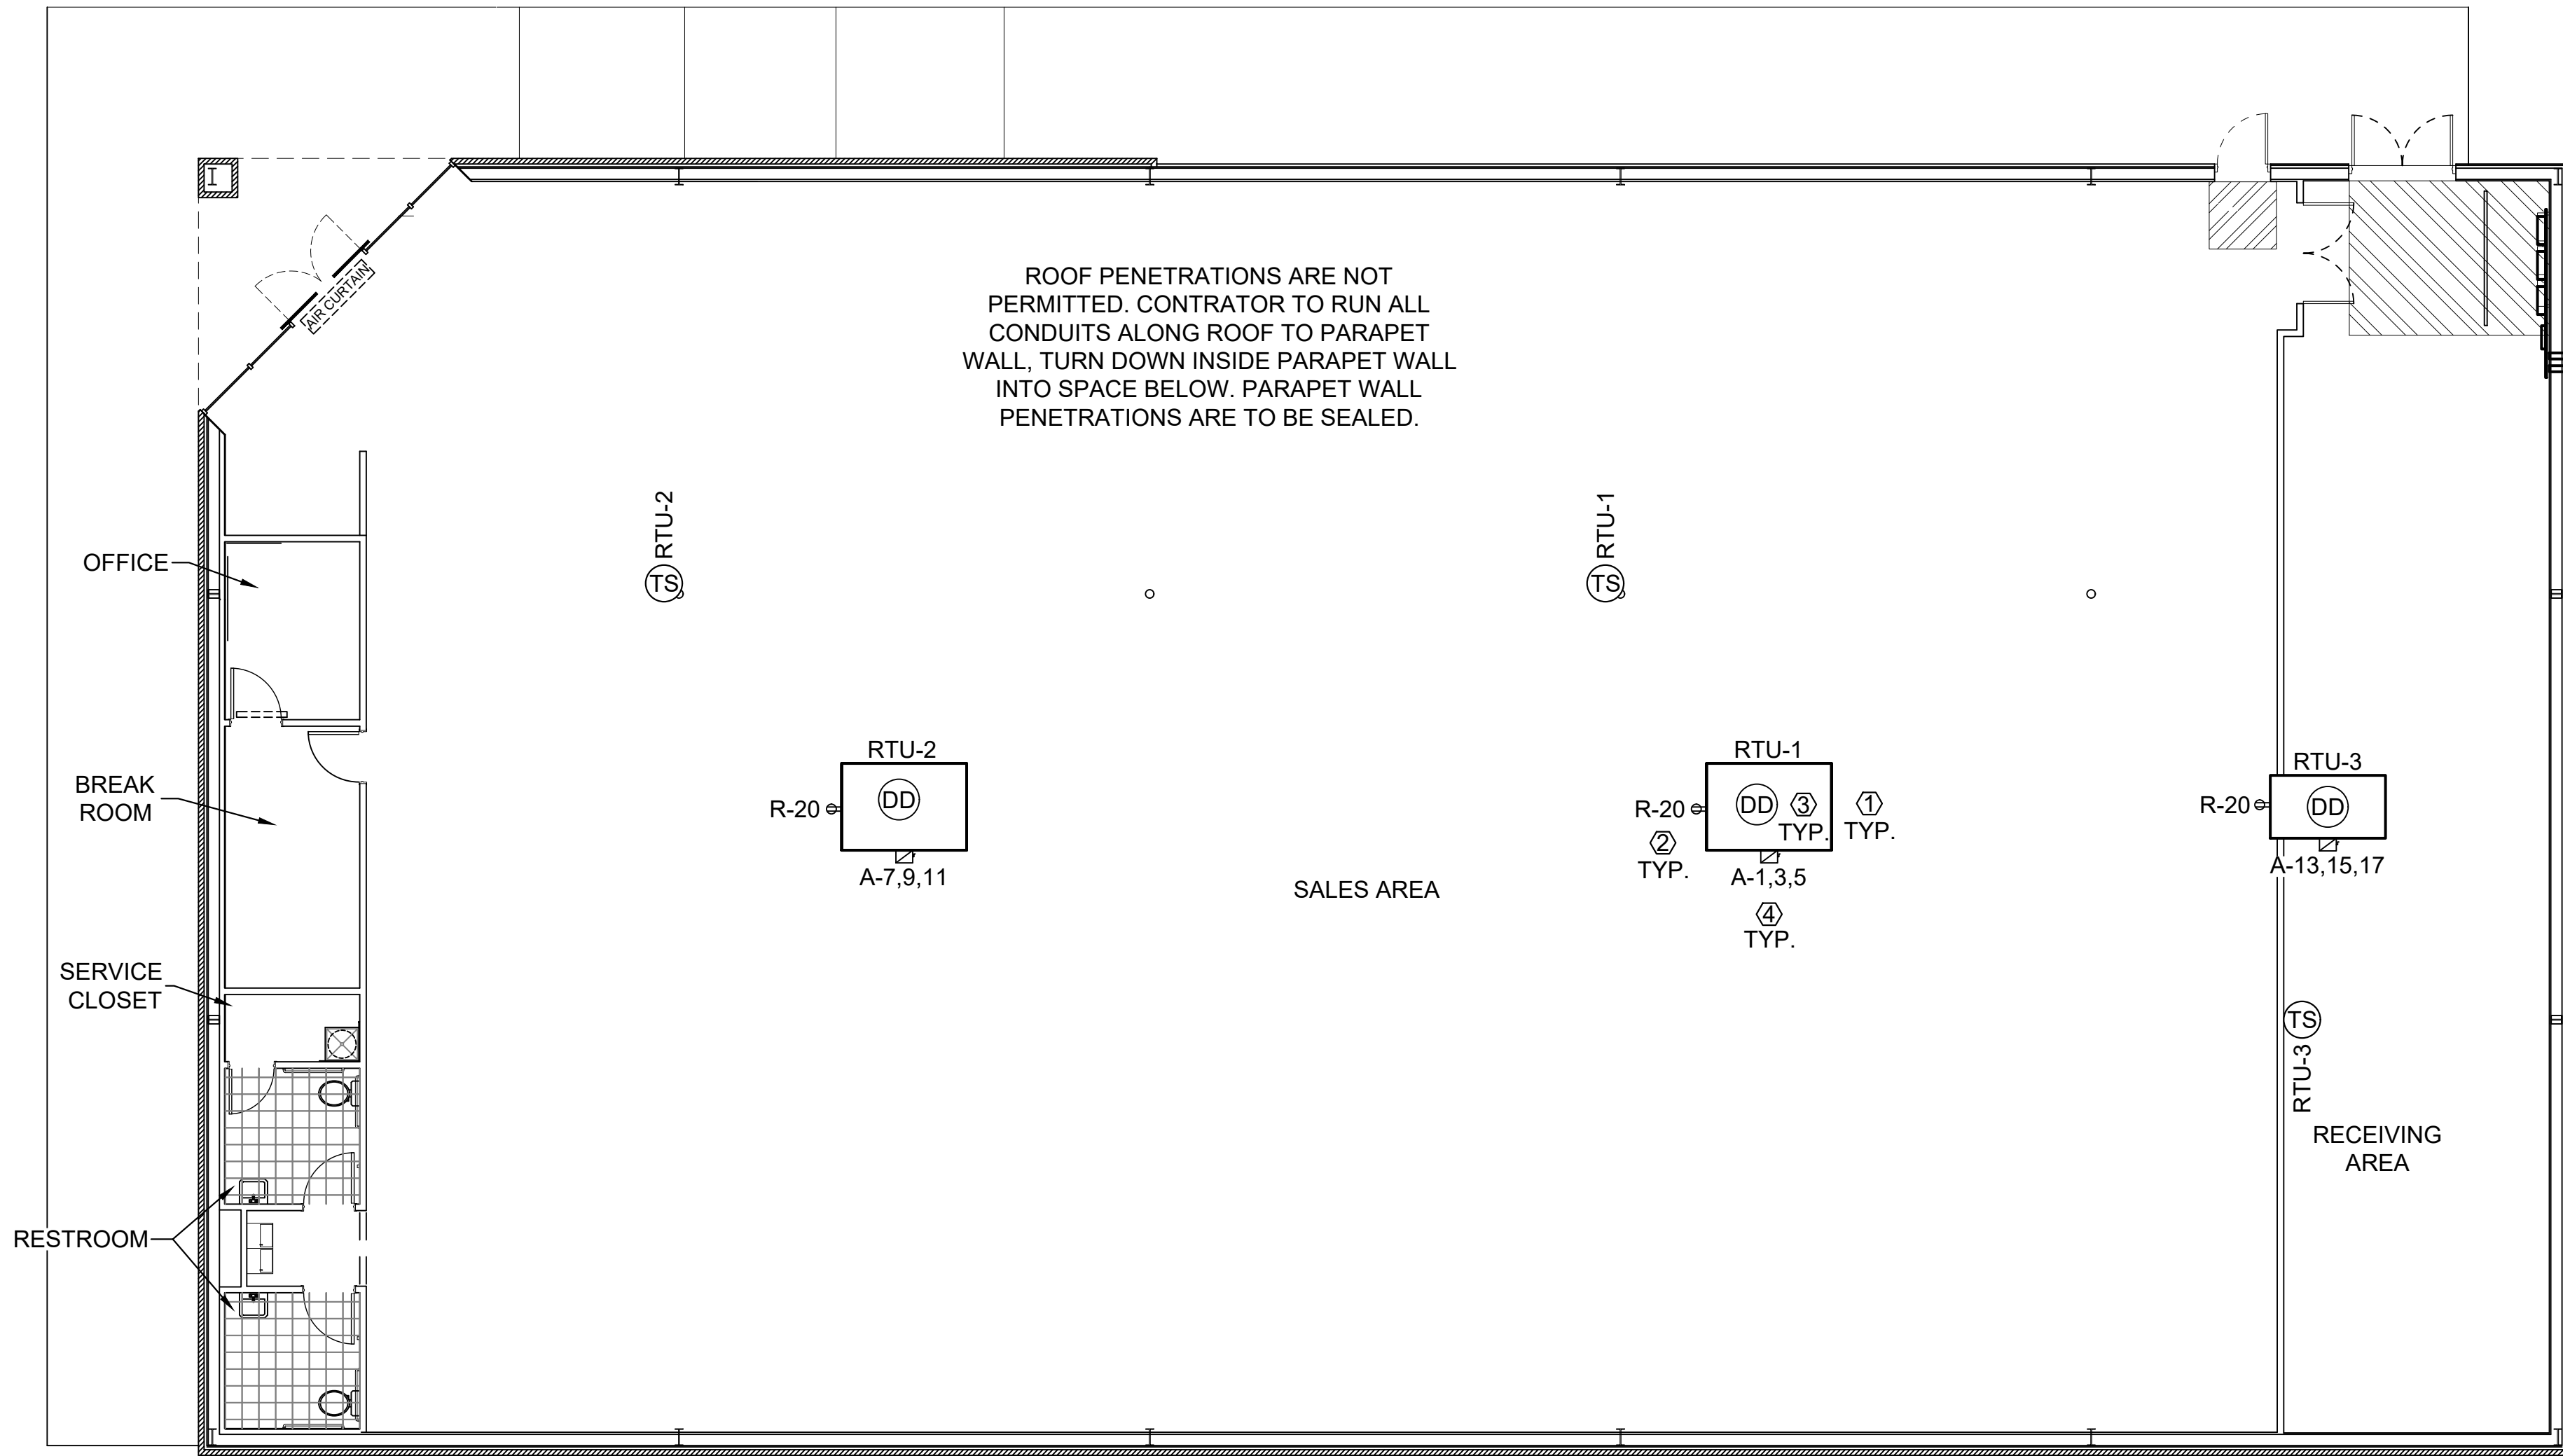 AIR CURTAIN
ROOF PENETRATIONS ARE NOT
PERMITTED. CONTRATOR TO RUN ALL
CONDUITS ALONG ROOF TO PARAPET
WALL, TURN DOWN INSIDE PARAPET WALL
INTO SPACE BELOW. PARAPET WALL
PENETRATIONS ARE TO BE SEALED.
RTU-2
TS
RTU-1
TS
OFFICE
BREAK
ROOM
RTU-2
DD
R-20
A-7,9,11
RTU-1
DD
3
TYP.
1
TYP.
R-20
2
TYP.
A-1,3,5
4
TYP.
RTU-3
DD
R-20
A-13,15,17
SALES AREA
SERVICE
CLOSET
TS
RTU-3
RECEIVING
AREA
RESTROOM